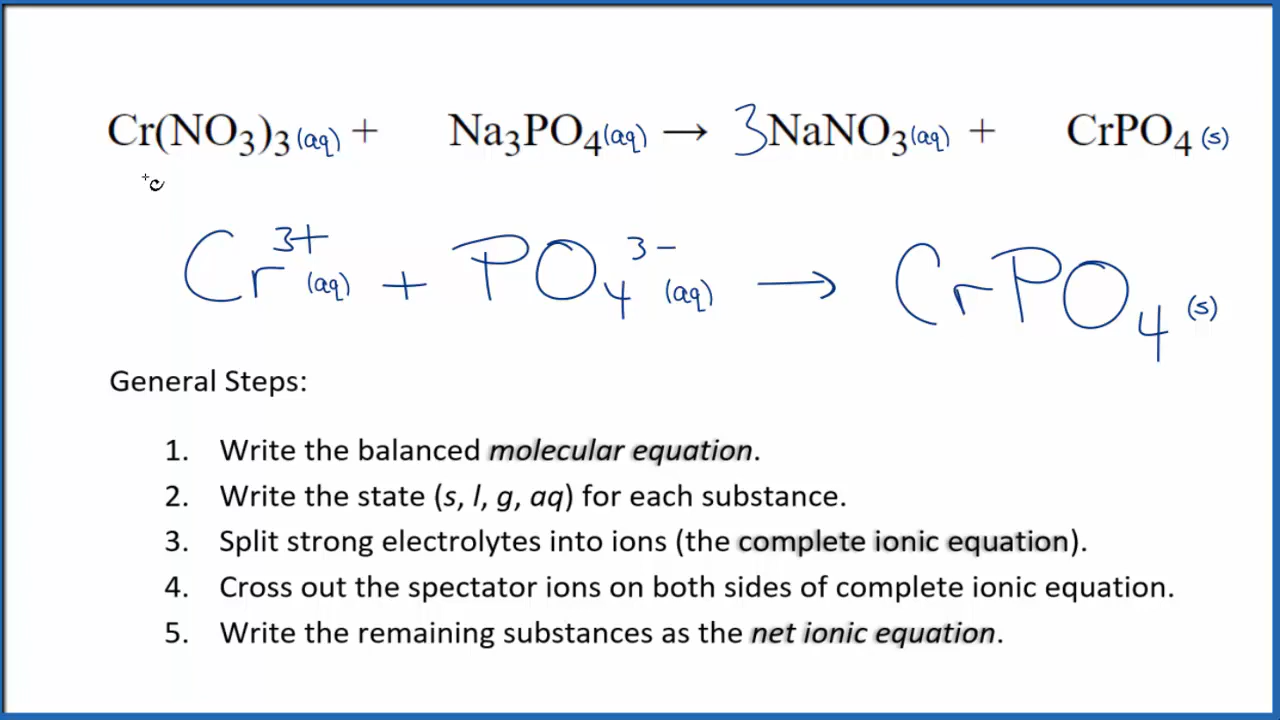 Cr(NO₃)₃(aq) + Na₃PO₄(aq) → 3NaNO₃(aq) + CrPO₄(s)
Cr³⁺(aq) + PO₄³⁻(aq) → CrPO₄(s)
General Steps:
1. Write the balanced molecular equation.
2. Write the state (s, l, g, aq) for each substance.
3. Split strong electrolytes into ions (the complete ionic equation).
4. Cross out the spectator ions on both sides of complete ionic equation.
5. Write the remaining substances as the net ionic equation.